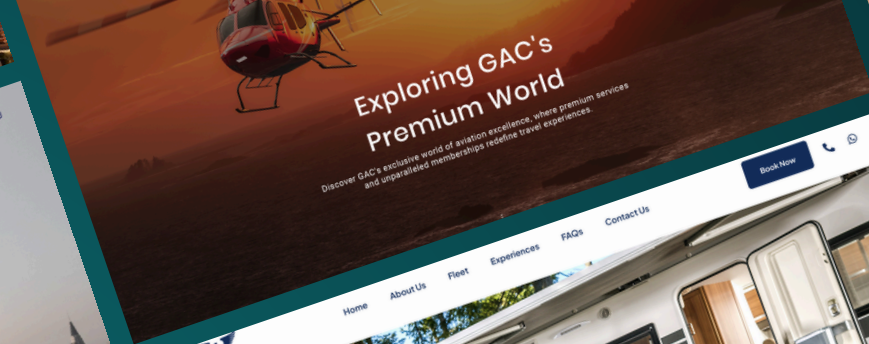 Exploring GAC's
Premium World
Discover GAC's exclusive world of aviation excellence, where premium services
and unparalleled memberships redefine travel experiences.
Book Now
Home
About Us
Fleet
Experiences
FAQs
Contact Us